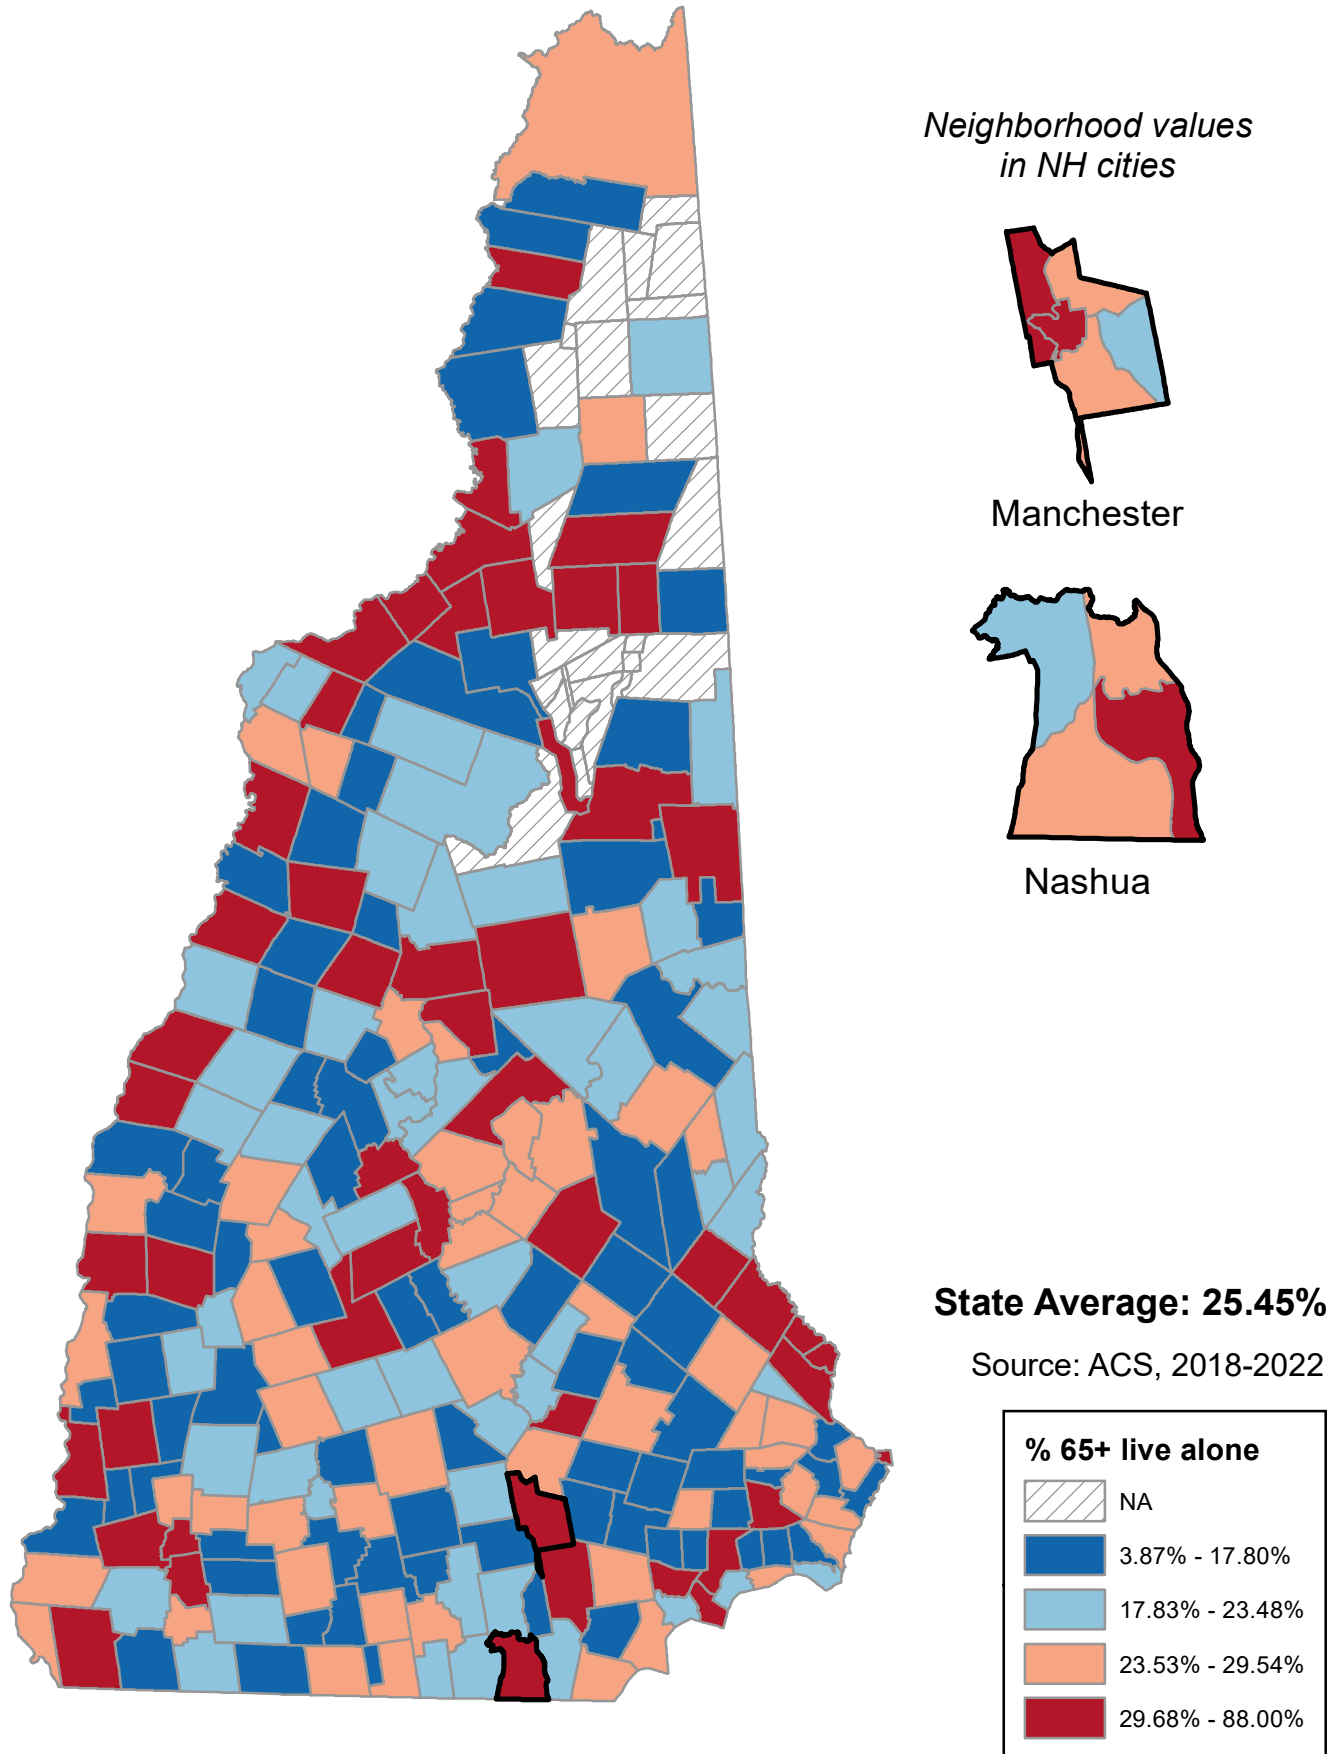 Neighborhood values
in NH cities
Manchester
Nashua
State Average: 25.45%
Source: ACS, 2018-2022
% 65+ live alone
NA
3.87% - 17.80%
17.83% - 23.48%
23.53% - 29.54%
29.68% - 88.00%